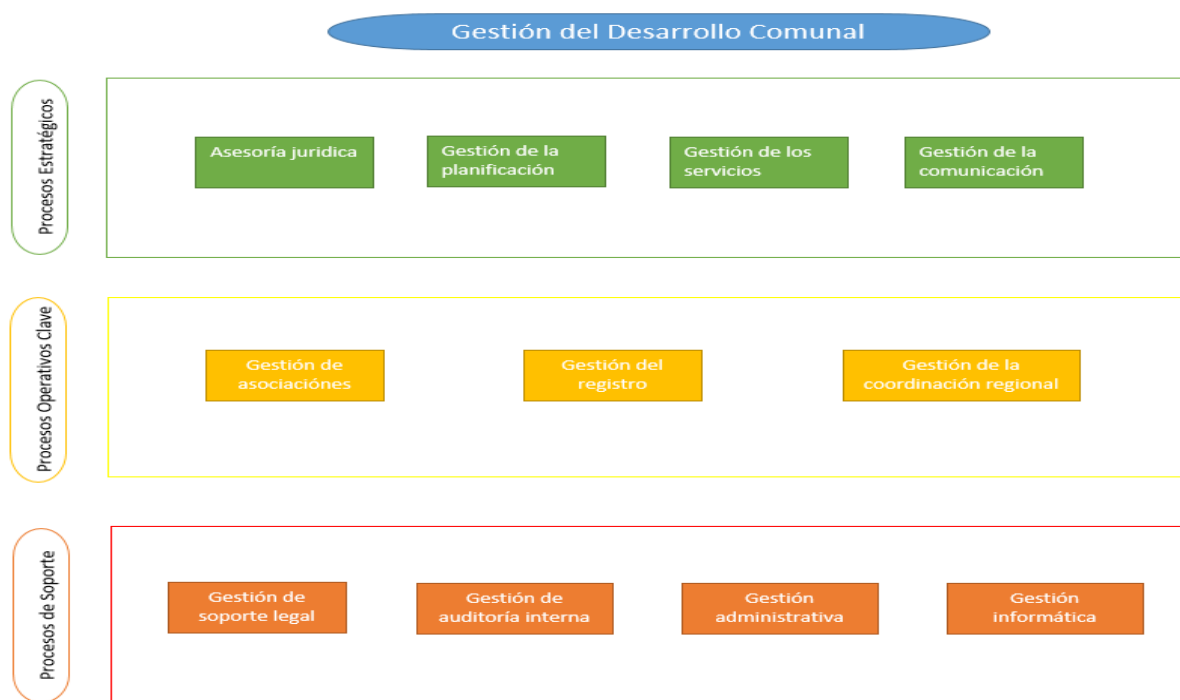 Gestión del Desarrollo Comunal
Procesos Estratégicos
Asesoría juridica
Gestión de la
planificación
Gestión de los
servicios
Gestión de la
comunicación
Procesos Operativos Clave
Gestión de
asociaciónes
Gestión del
registro
Gestión de la
coordinación regional
Procesos de Soporte
Gestión de
soporte legal
Gestión de
auditoría interna
Gestión
administrativa
Gestión
informática